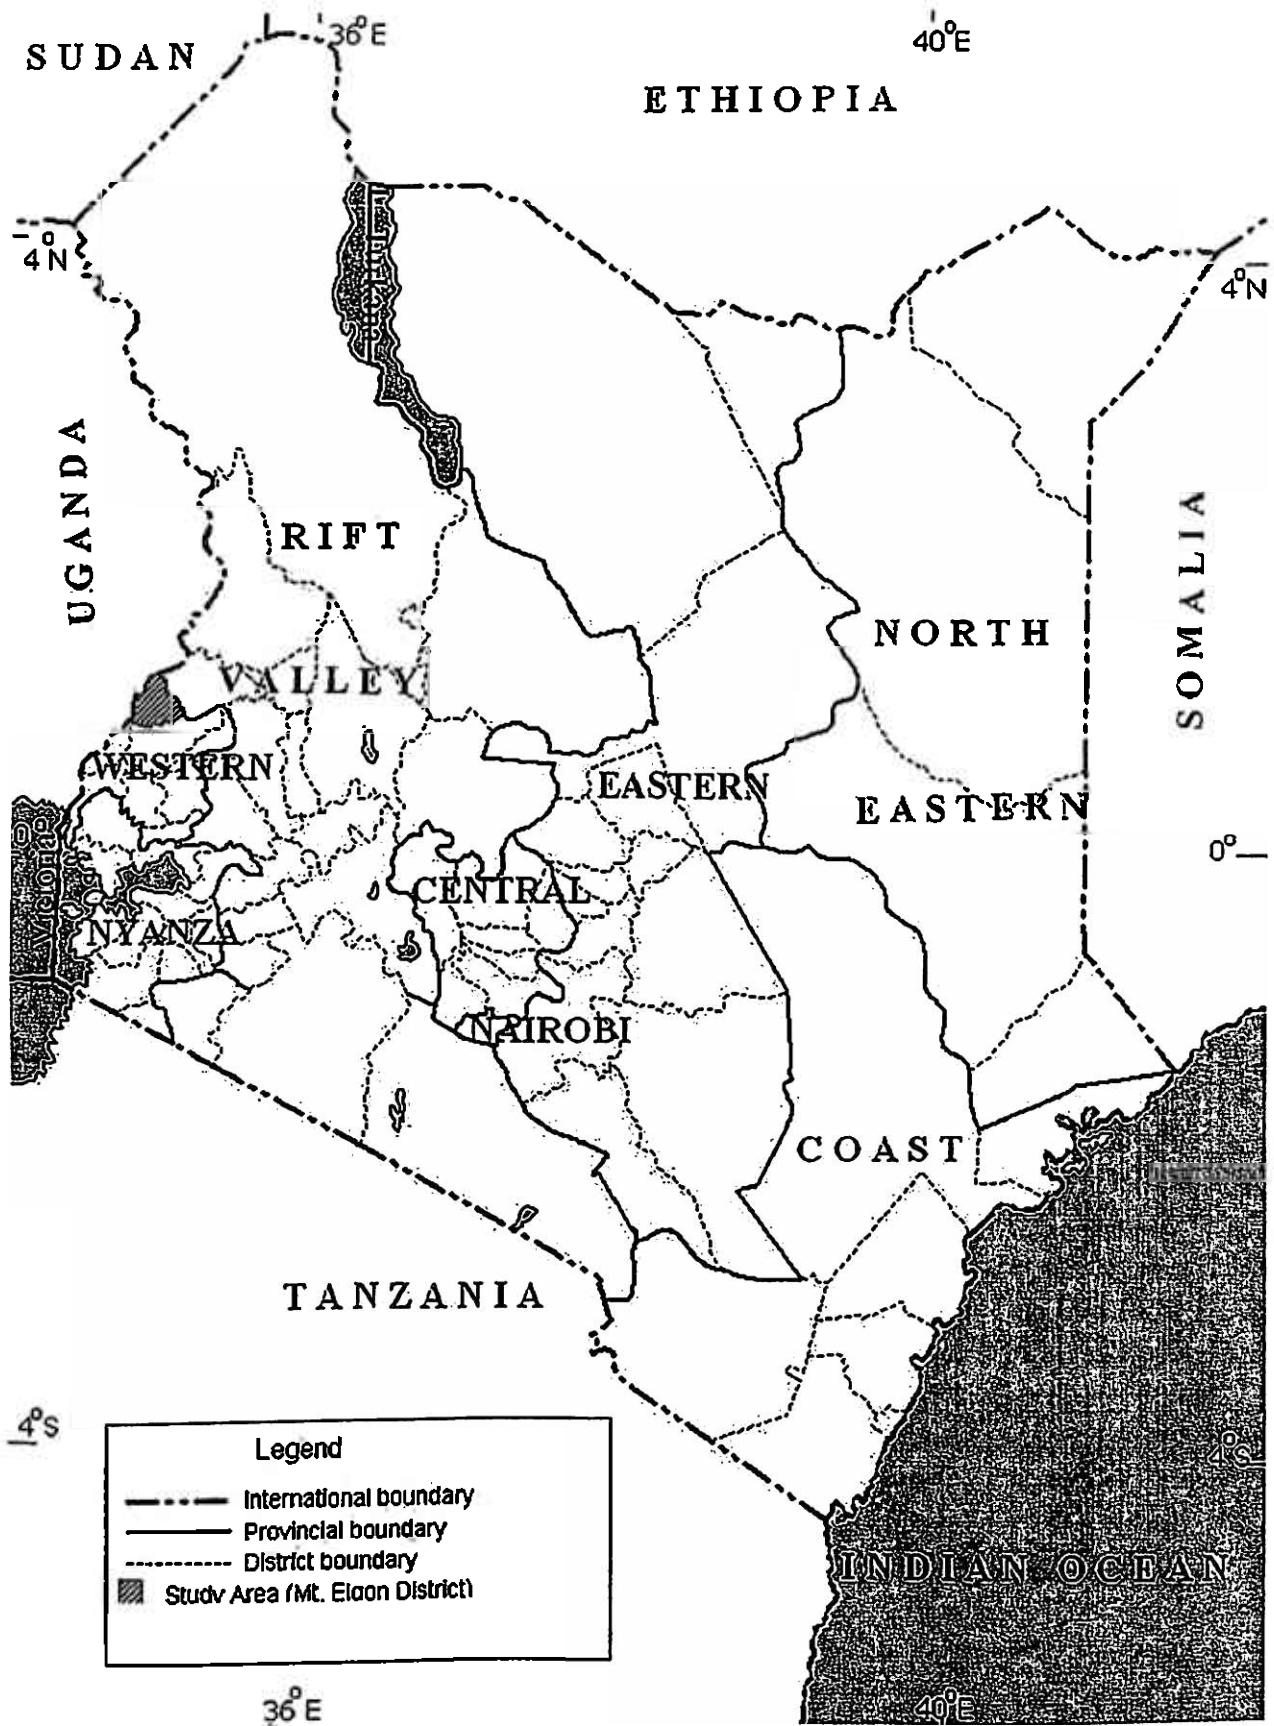 36°E
40°E
SUDAN
ETHIOPIA
4°N
4°N
UGANDA
SOMALIA
RIFT
VALLEY
NORTH
EASTERN
WESTERN
EASTERN
CENTRAL
NYANZA
NAIROBI
COAST
TANZANIA
0°
4°S
4°S
Legend
International boundary
Provincial boundary
District boundary
Study Area (Mt. Elgon District)
INDIAN OCEAN
36°E
40°E